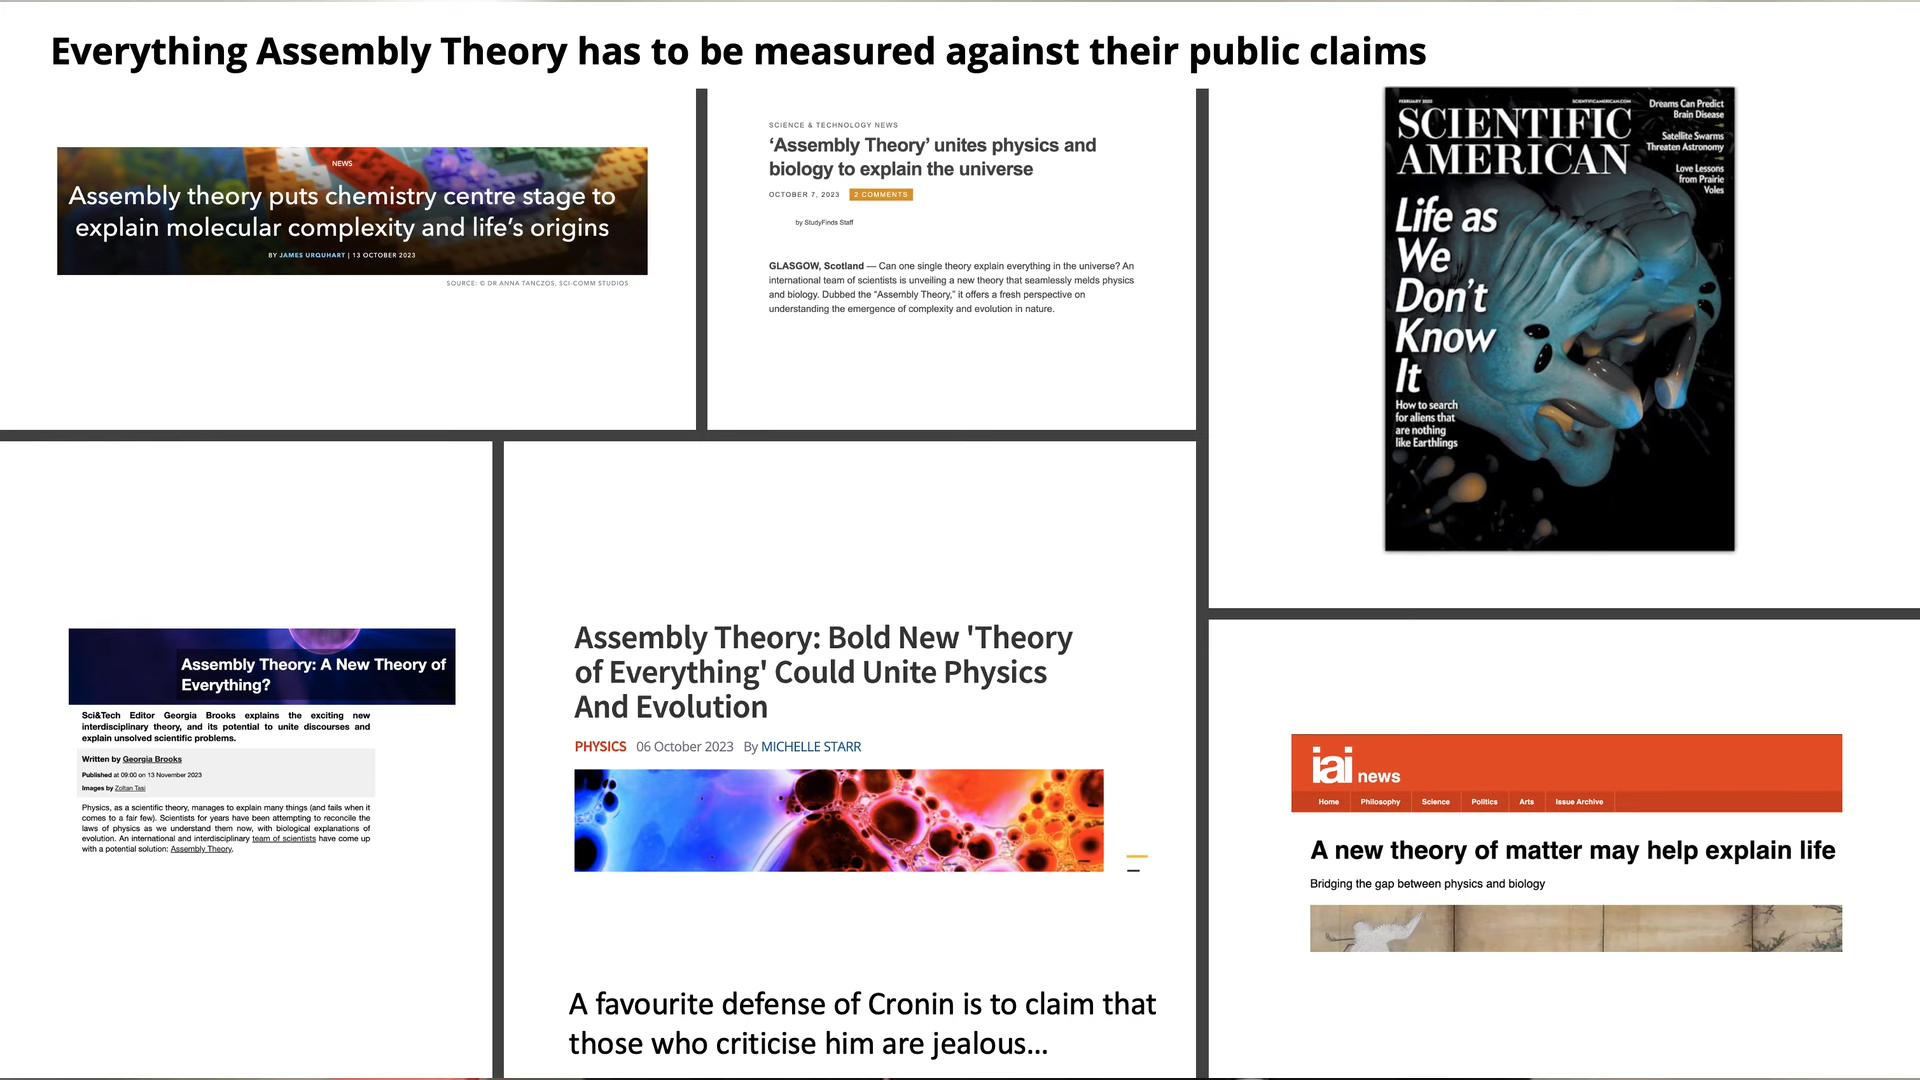 Everything Assembly Theory has to be measured against their public claims
NEWS
Assembly theory puts chemistry centre stage to
explain molecular complexity and life's origins
BY JAMES URQUHART | 13 OCTOBER 2023
SOURCE: © DR ANNA TANCZOS, SCI-COMM STUDIOS
SCIENCE & TECHNOLOGY NEWS
‘Assembly Theory’ unites physics and
biology to explain the universe
OCTOBER 7, 2023 2 COMMENTS
by StudyFinds Staff
GLASGOW, Scotland — Can one single theory explain everything in the universe? An
international team of scientists is unveiling a new theory that seamlessly melds physics
and biology. Dubbed the “Assembly Theory,” it offers a fresh perspective on
understanding the emergence of complexity and evolution in nature.
FEBRUARY 2023 SCIENTIFICAMERICAN.COM
SCIENTIFIC
AMERICAN
Dreams Can Predict
Brain Disease
Satellite Swarms
Threaten Astronomy
Love Lessons
from Prairie
Voles
Life as
We
Don't
Know
It
How to search
for aliens that
are nothing
like Earthlings
Assembly Theory: A New Theory of
Everything?
Sci&Tech Editor Georgia Brooks explains the exciting new
interdisciplinary theory, and its potential to unite discourses and
explain unsolved scientific problems.
Written by Georgia Brooks
Published at 09:00 on 13 November 2023
Images by Zoltan Tasi
Physics, as a scientific theory, manages to explain many things (and fails when it
comes to a fair few). Scientists for years have been attempting to reconcile the
laws of physics as we understand them now, with biological explanations of
evolution. An international and interdisciplinary team of scientists have come up
with a potential solution: Assembly Theory.
Assembly Theory: Bold New 'Theory
of Everything' Could Unite Physics
And Evolution
PHYSICS 06 October 2023 By MICHELLE STARR
A favourite defense of Cronin is to claim that
those who criticise him are jealous...
iai news
Home Philosophy Science Politics Arts Issue Archive
A new theory of matter may help explain life
Bridging the gap between physics and biology